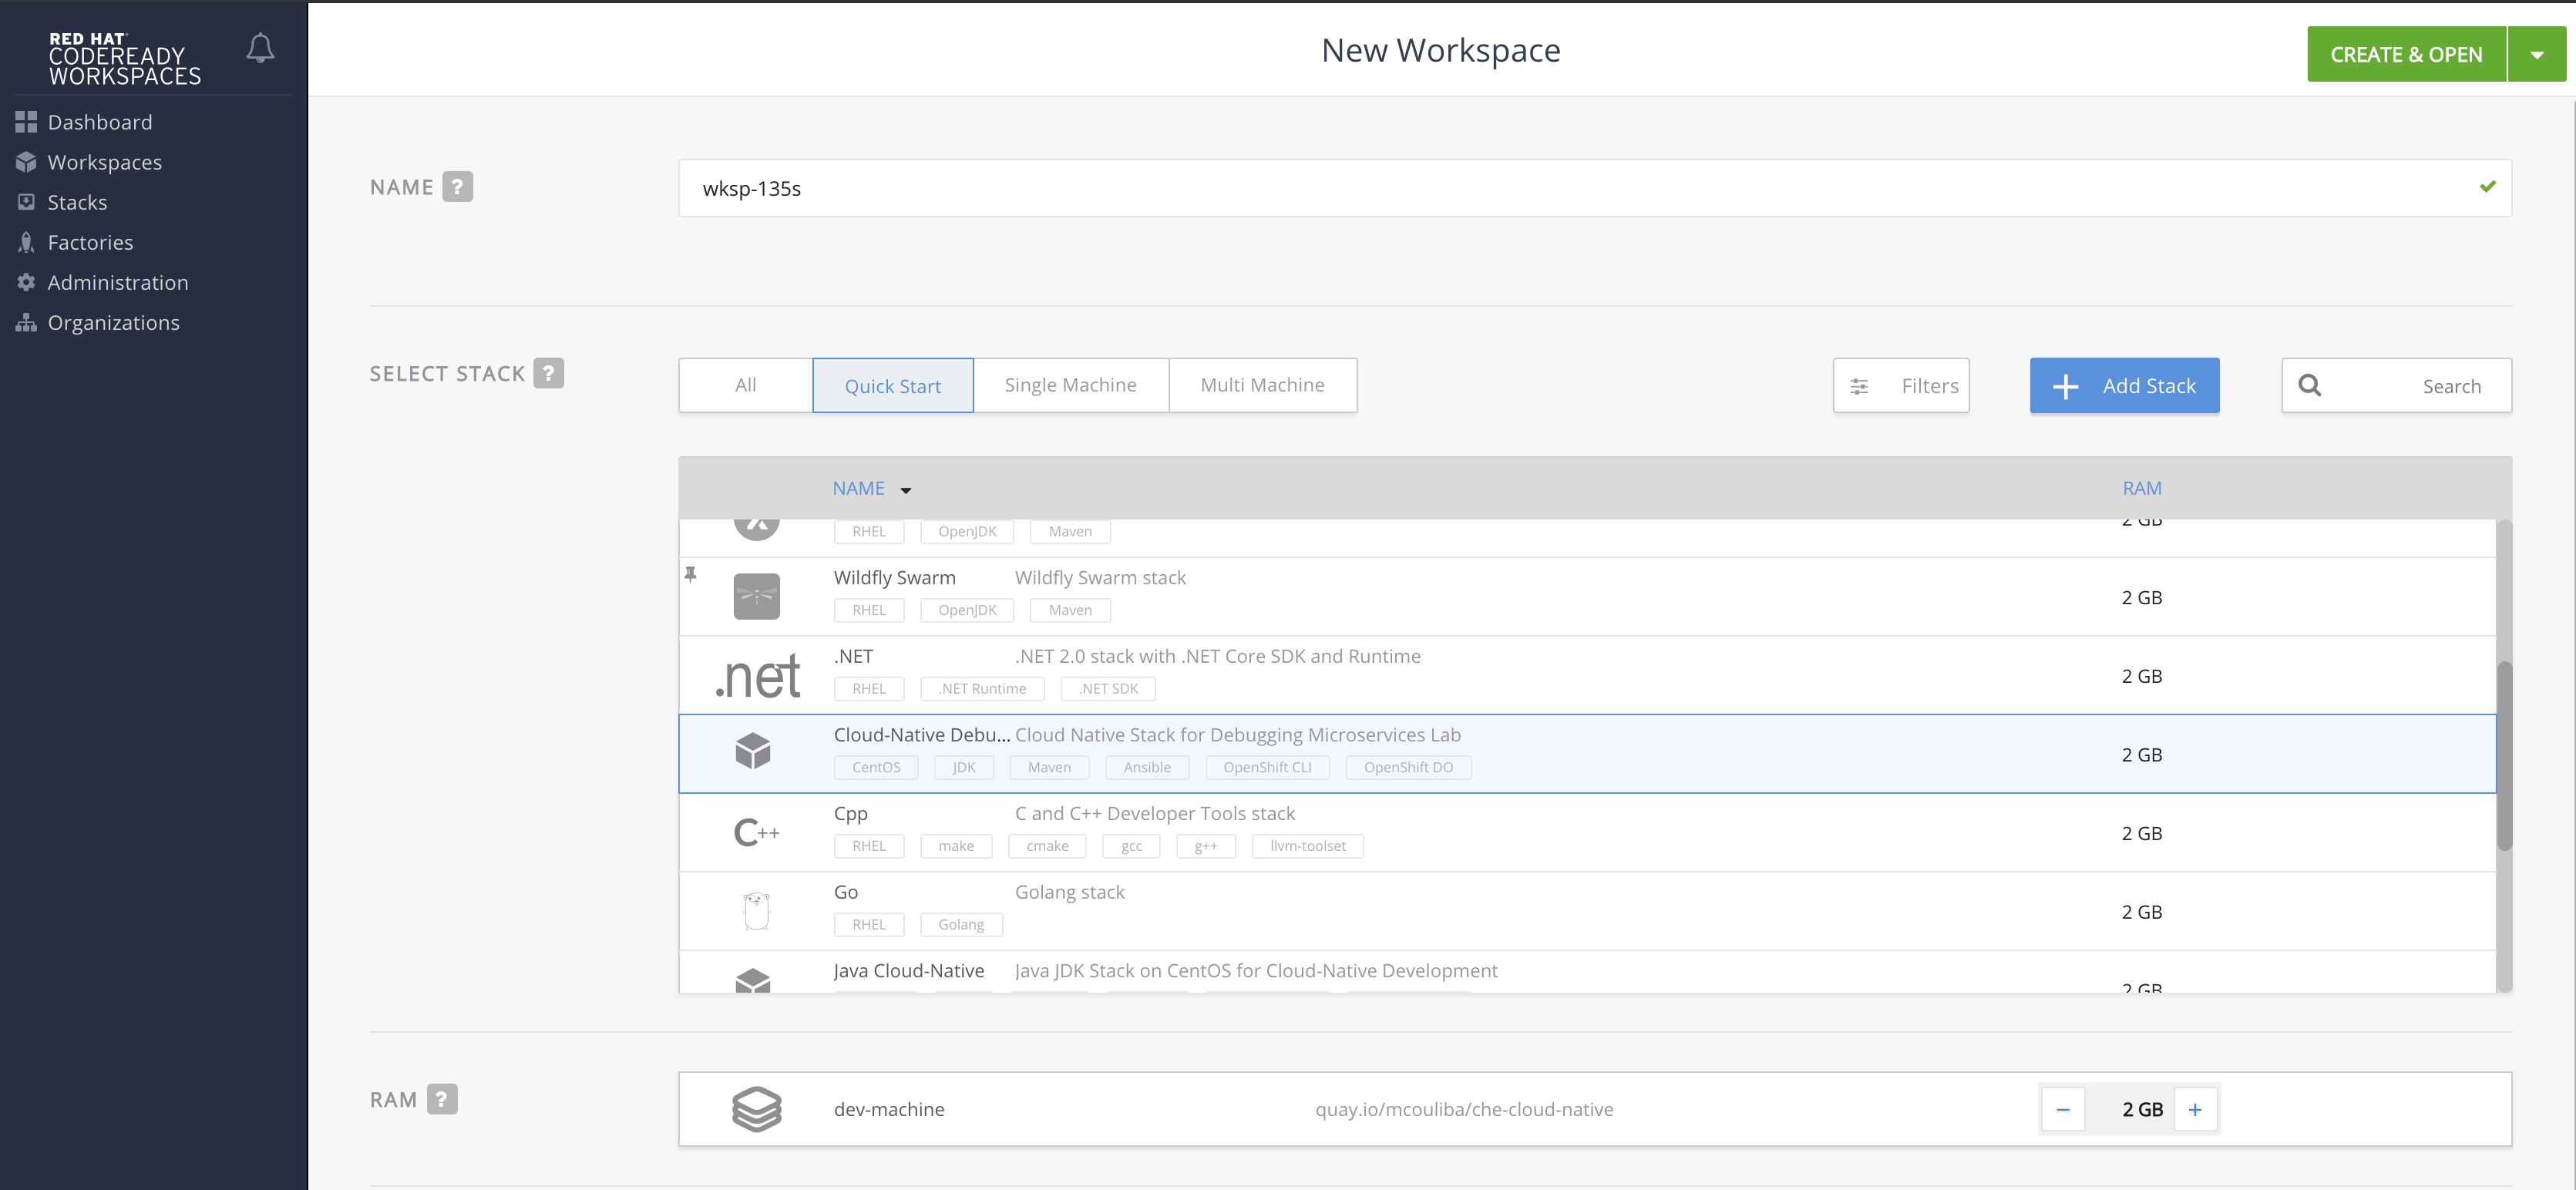 RED HAT
CODEREADY
WORKSPACES
Dashboard
Workspaces
Stacks
Factories
Administration
Organizations
New Workspace
CREATE & OPEN
NAME ?
wksp-135s
SELECT STACK ?
All Quick Start Single Machine Multi Machine
Filters
+ Add Stack
Search
NAME RAM
2 GB
RHEL OpenJDK Maven
Wildfly Swarm Wildfly Swarm stack
2 GB
RHEL OpenJDK Maven
.net
.NET .NET 2.0 stack with .NET Core SDK and Runtime
2 GB
RHEL .NET Runtime .NET SDK
Cloud-Native Debu... Cloud Native Stack for Debugging Microservices Lab
2 GB
CentOS JDK Maven Ansible OpenShift CLI OpenShift DO
C++
Cpp C and C++ Developer Tools stack
2 GB
RHEL make cmake gcc g++ llvm-toolset
Go Golang stack
2 GB
RHEL Golang
Java Cloud-Native Java JDK Stack on CentOS for Cloud-Native Development
2 GB
RAM ?
dev-machine quay.io/mcouliba/che-cloud-native − 2 GB +